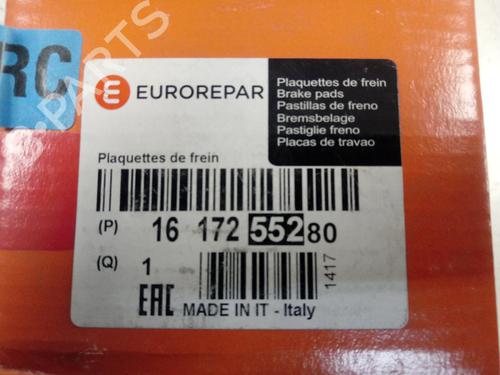 RC
EUROREPAR
Plaquettes de frein
Brake pads
Pastillas de freno
Bremsbelage
Pastiglie freno
Placas de travao
Plaquettes de frein
(P) 16 172 552 80
(Q) 1
1417
EAC
MADE IN IT - Italy
PARTS